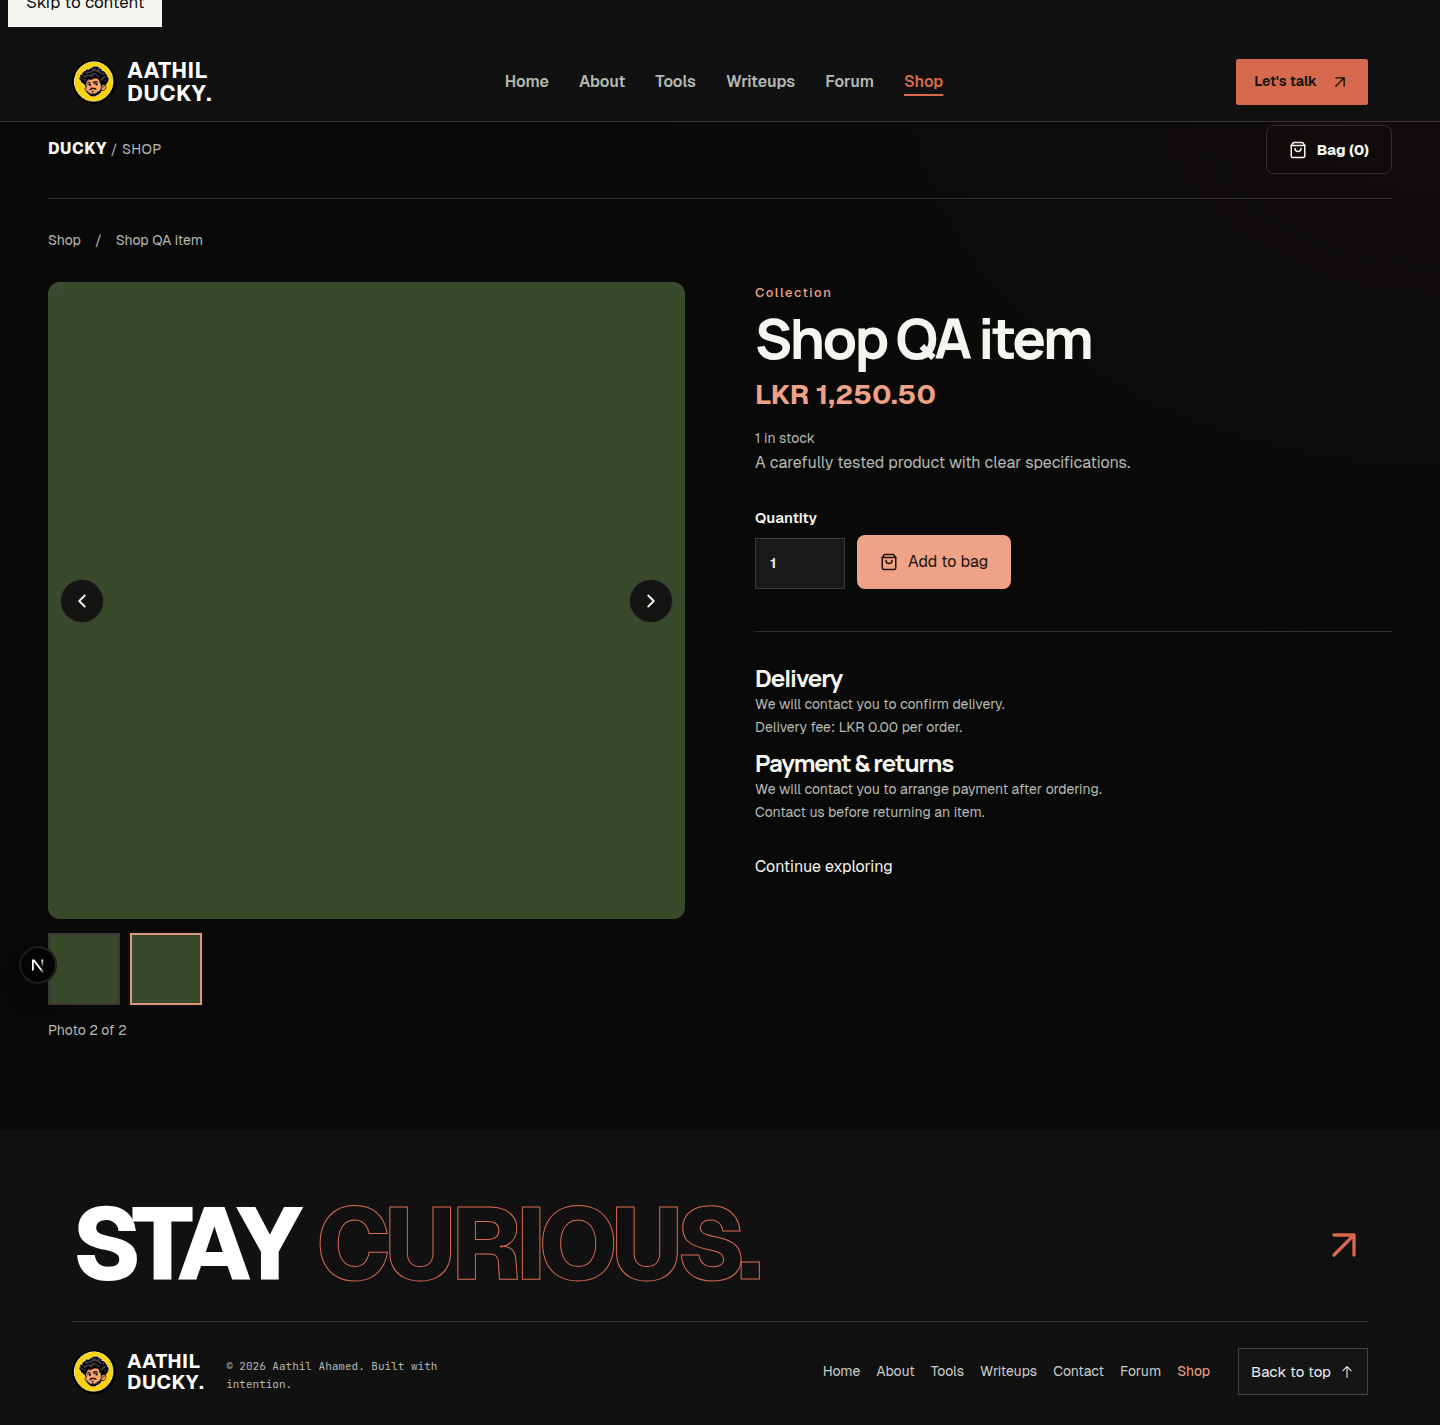 Skip to content
AATHIL
DUCKY.
Home About Tools Writeups Forum Shop
Let's talk
DUCKY / SHOP
Bag (0)
Shop / Shop QA item
Collection
Shop QA item
LKR 1,250.50
1 in stock
A carefully tested product with clear specifications.
Quantity
1
Add to bag
Delivery
We will contact you to confirm delivery.
Delivery fee: LKR 0.00 per order.
Payment & returns
We will contact you to arrange payment after ordering.
Contact us before returning an item.
Continue exploring
N
Photo 2 of 2
STAY CURIOUS.
AATHIL
DUCKY.
© 2026 Aathil Ahamed. Built with
intention.
Home About Tools Writeups Contact Forum Shop
Back to top